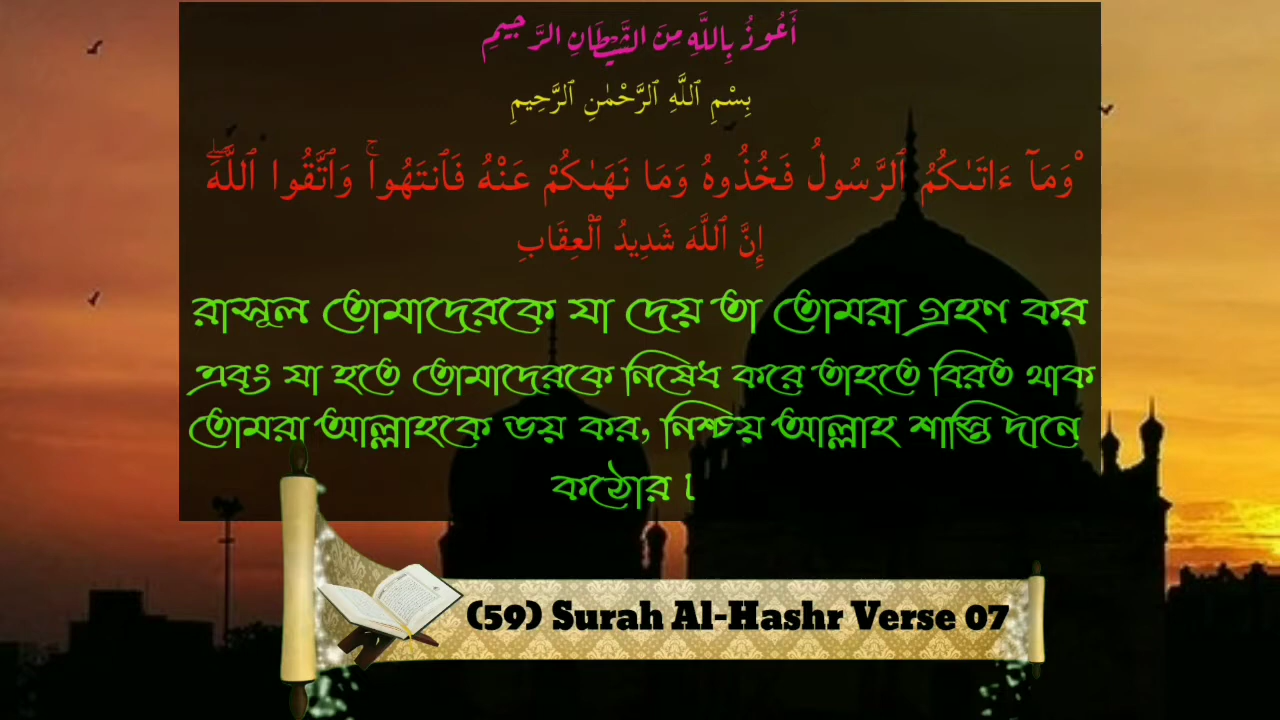 أَعُوذُ بِاللَّهِ مِنَ الشَّيْطَانِ الرَّجِيمِ
بِسْمِ ٱللَّهِ ٱلرَّحْمَٰنِ ٱلرَّحِيمِ
ْوَمَآ ءَاتَىٰكُمُ ٱلرَّسُولُ فَخُذُوهُ وَمَا نَهَىٰكُمْ عَنْهُ فَٱنتَهُوا۟ ۚ وَٱتَّقُوا ٱللَّهَ ۖ
إِنَّ ٱللَّهَ شَدِيدُ ٱلْعِقَابِ
রাসূল তোমাদেরকে যা দেয় তা তোমরা গ্রহণ কর
এবং যা হতে তোমাদেরকে নিষেধ করে তাহতে বিরত থাক
তোমরা আল্লাহকে ভয় কর, নিশ্চয় আল্লাহ শাস্তি দানে
কঠোর।
(59) Surah Al-Hashr Verse 07